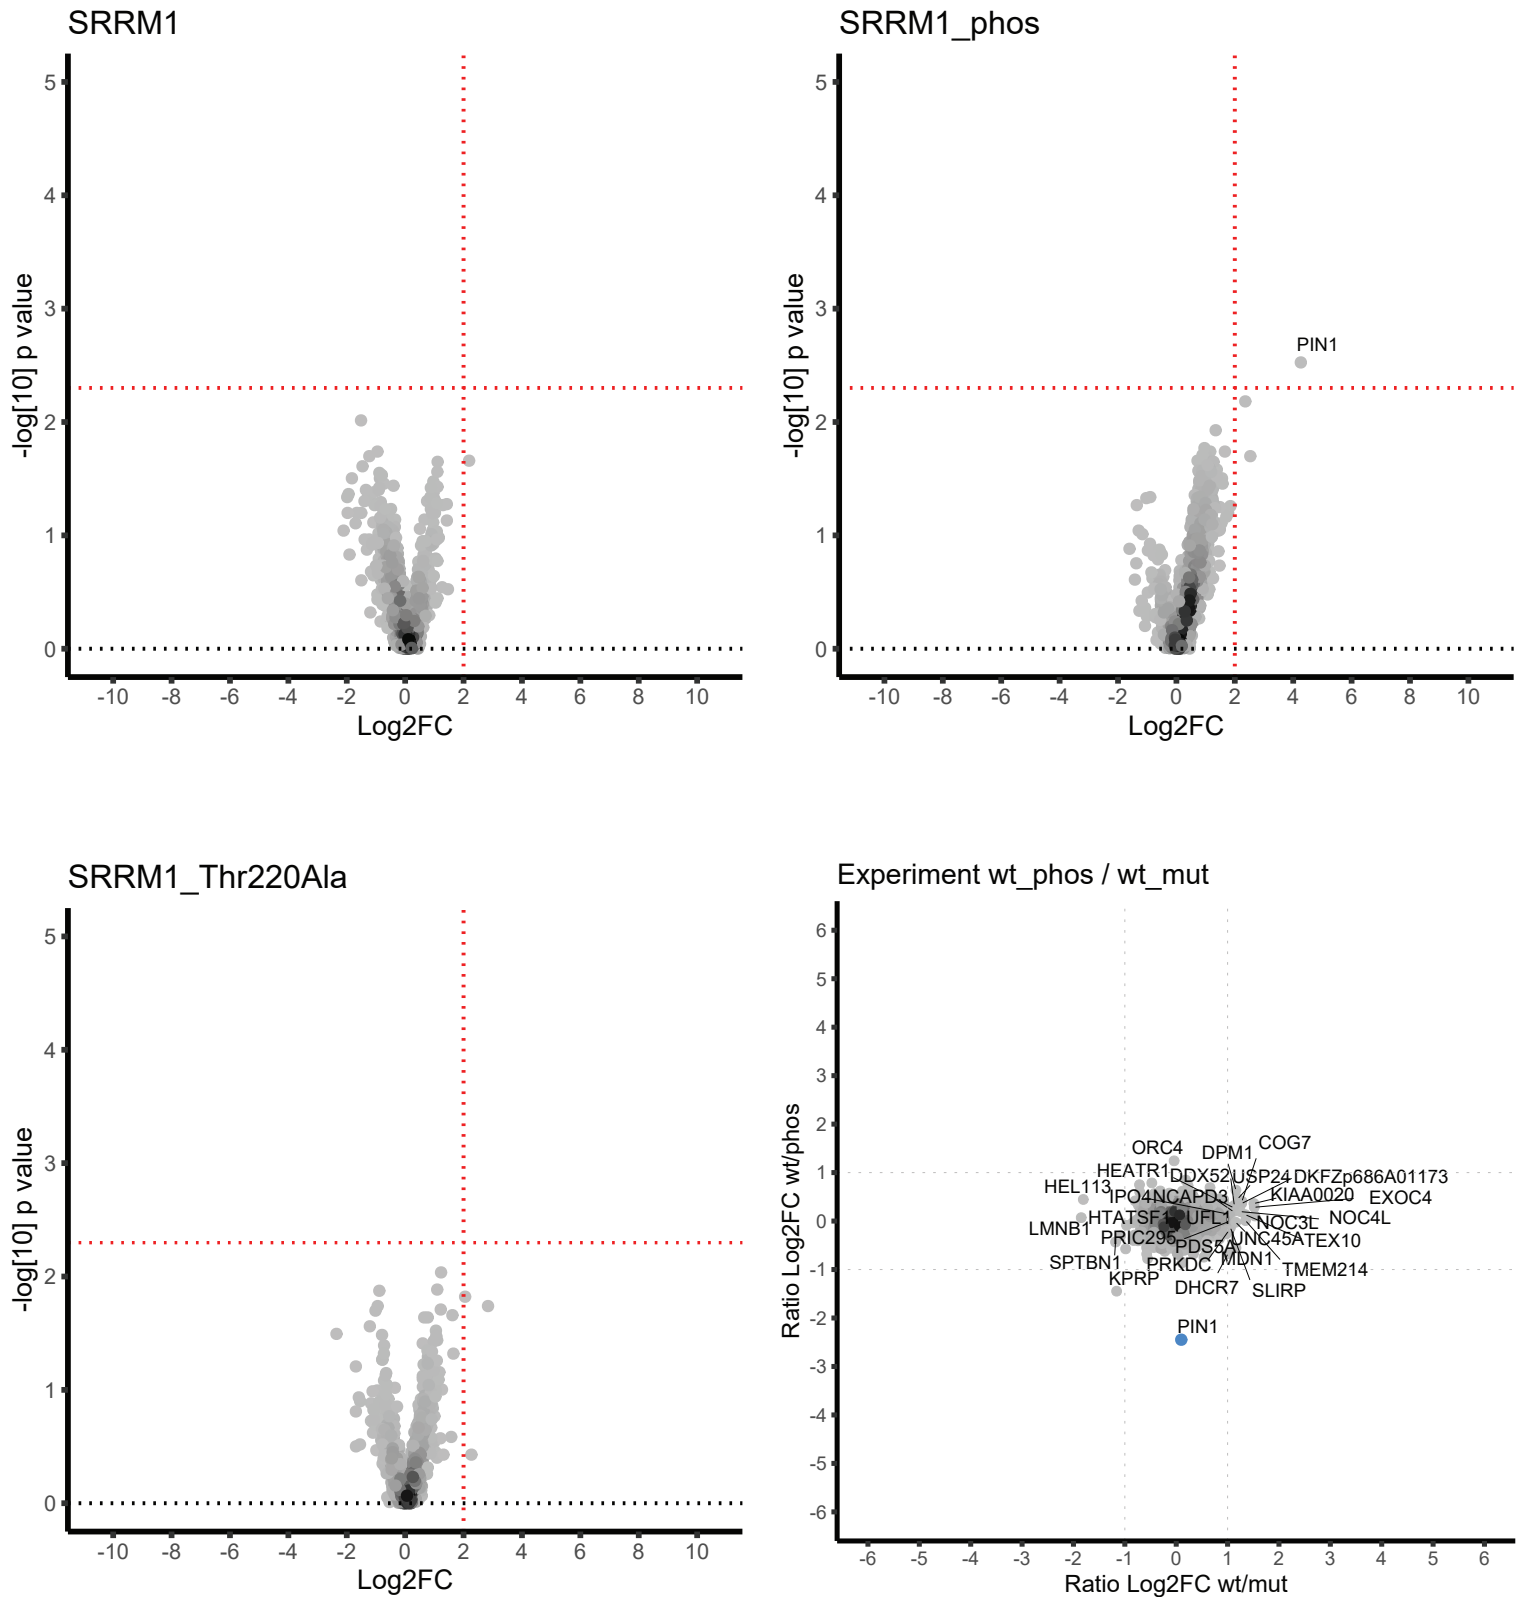 SRRM1
5
4
3
2
1
0
-log[10] p value
-10 -8 -6 -4 -2 0 2 4 6 8 10
Log2FC
SRRM1_phos
5
4
3
2
1
0
-log[10] p value
PIN1
-10 -8 -6 -4 -2 0 2 4 6 8 10
Log2FC
SRRM1_Thr220Ala
5
4
3
2
1
0
-log[10] p value
-10 -8 -6 -4 -2 0 2 4 6 8 10
Log2FC
Experiment wt_phos / wt_mut
6
5
4
3
2
1
0
-1
-2
-3
-4
-5
-6
Ratio Log2FC wt/phos
ORC4 DPM1 COG7
HEATR1 DDX52 USP24 DKFZp686A01173
HEL113 IPO4 NCAPD3 KIAA0020 EXOC4
LMNB1 HTATSF1 UFL1 NOC3L NOC4L
PRIC295 PDS5A UNC45A TEX10
SPTBN1 PRKDC MDN1 TMEM214
KPRP DHCR7 SLIRP
PIN1
-6 -5 -4 -3 -2 -1 0 1 2 3 4 5 6
Ratio Log2FC wt/mut